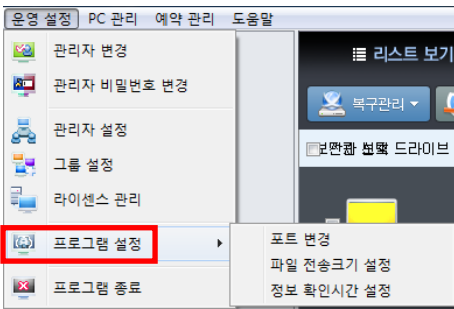 운영 설정 PC 관리 예약 관리 도움말
관리자 변경
관리자 비밀번호 변경
관리자 설정
그룹 설정
라이센스 관리
프로그램 설정
프로그램 종료
포트 변경
파일 전송크기 설정
정보 확인시간 설정
리스트 보기
복구관리
드라이브